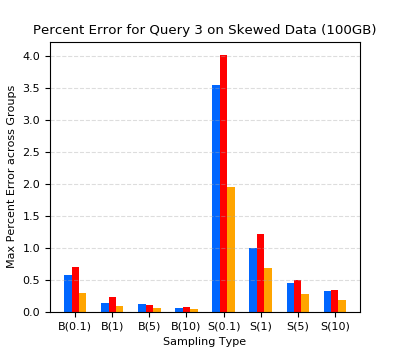 Percent Error for Query 3 on Skewed Data (100GB)
Max Percent Error across Groups
4.0
3.5
3.0
2.5
2.0
1.5
1.0
0.5
0.0
B(0.1) B(1) B(5) B(10) S(0.1) S(1) S(5) S(10)
Sampling Type